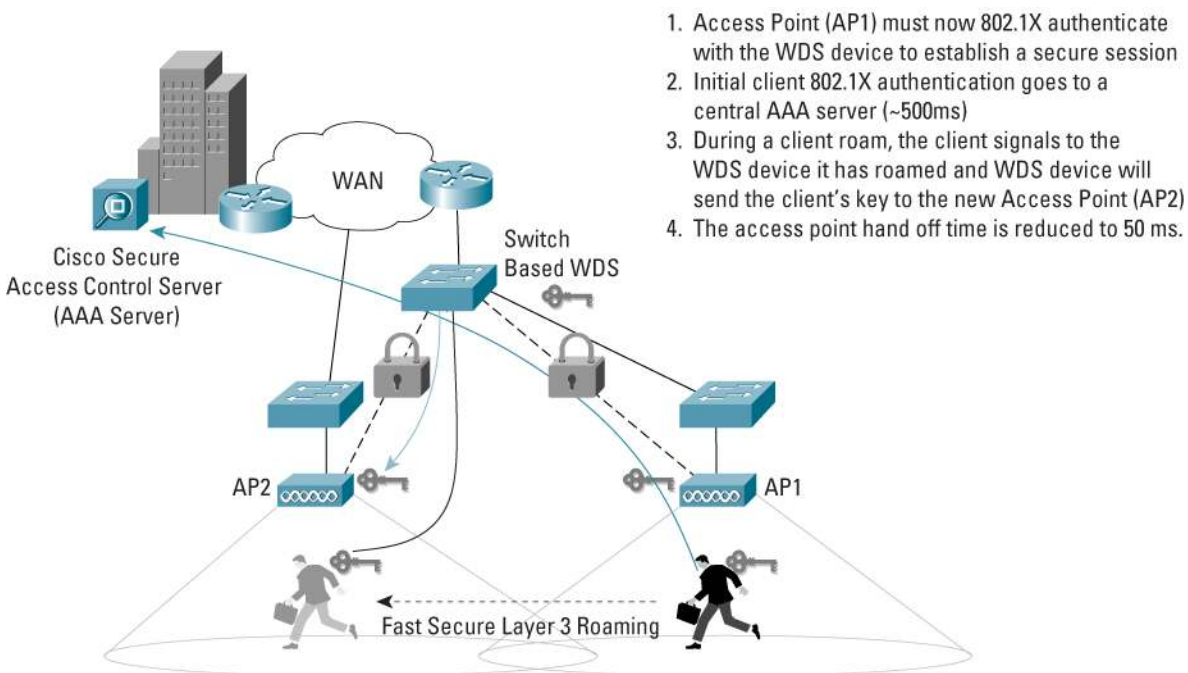 1. Access Point (AP1) must now 802.1X authenticate
with the WDS device to establish a secure session
2. Initial client 802.1X authentication goes to a
central AAA server (~500ms)
3. During a client roam, the client signals to the
WDS device it has roamed and WDS device will
send the client's key to the new Access Point (AP2)
4. The access point hand off time is reduced to 50 ms.
WAN
Cisco Secure
Access Control Server
(AAA Server)
Switch
Based WDS
AP2
AP1
Fast Secure Layer 3 Roaming